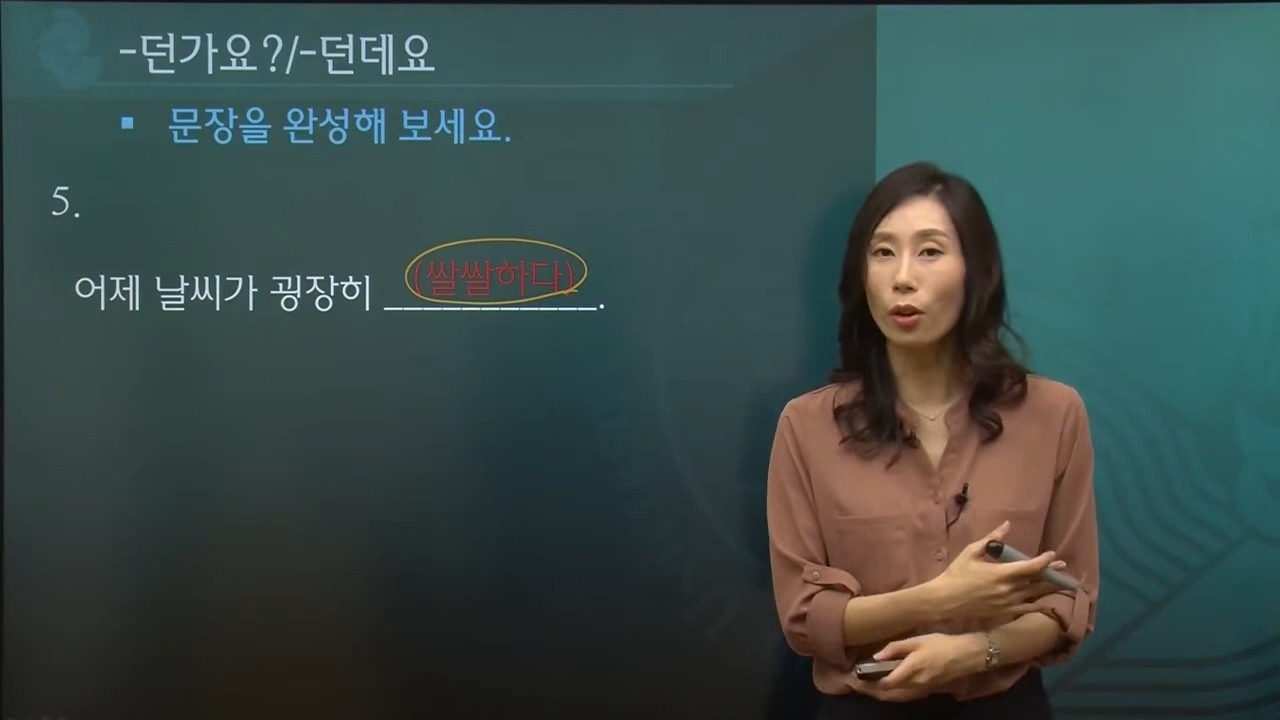 -던가요?/-던데요
▪ 문장을 완성해 보세요.
5.
(쌀쌀하다)
어제 날씨가 굉장히 ___________.